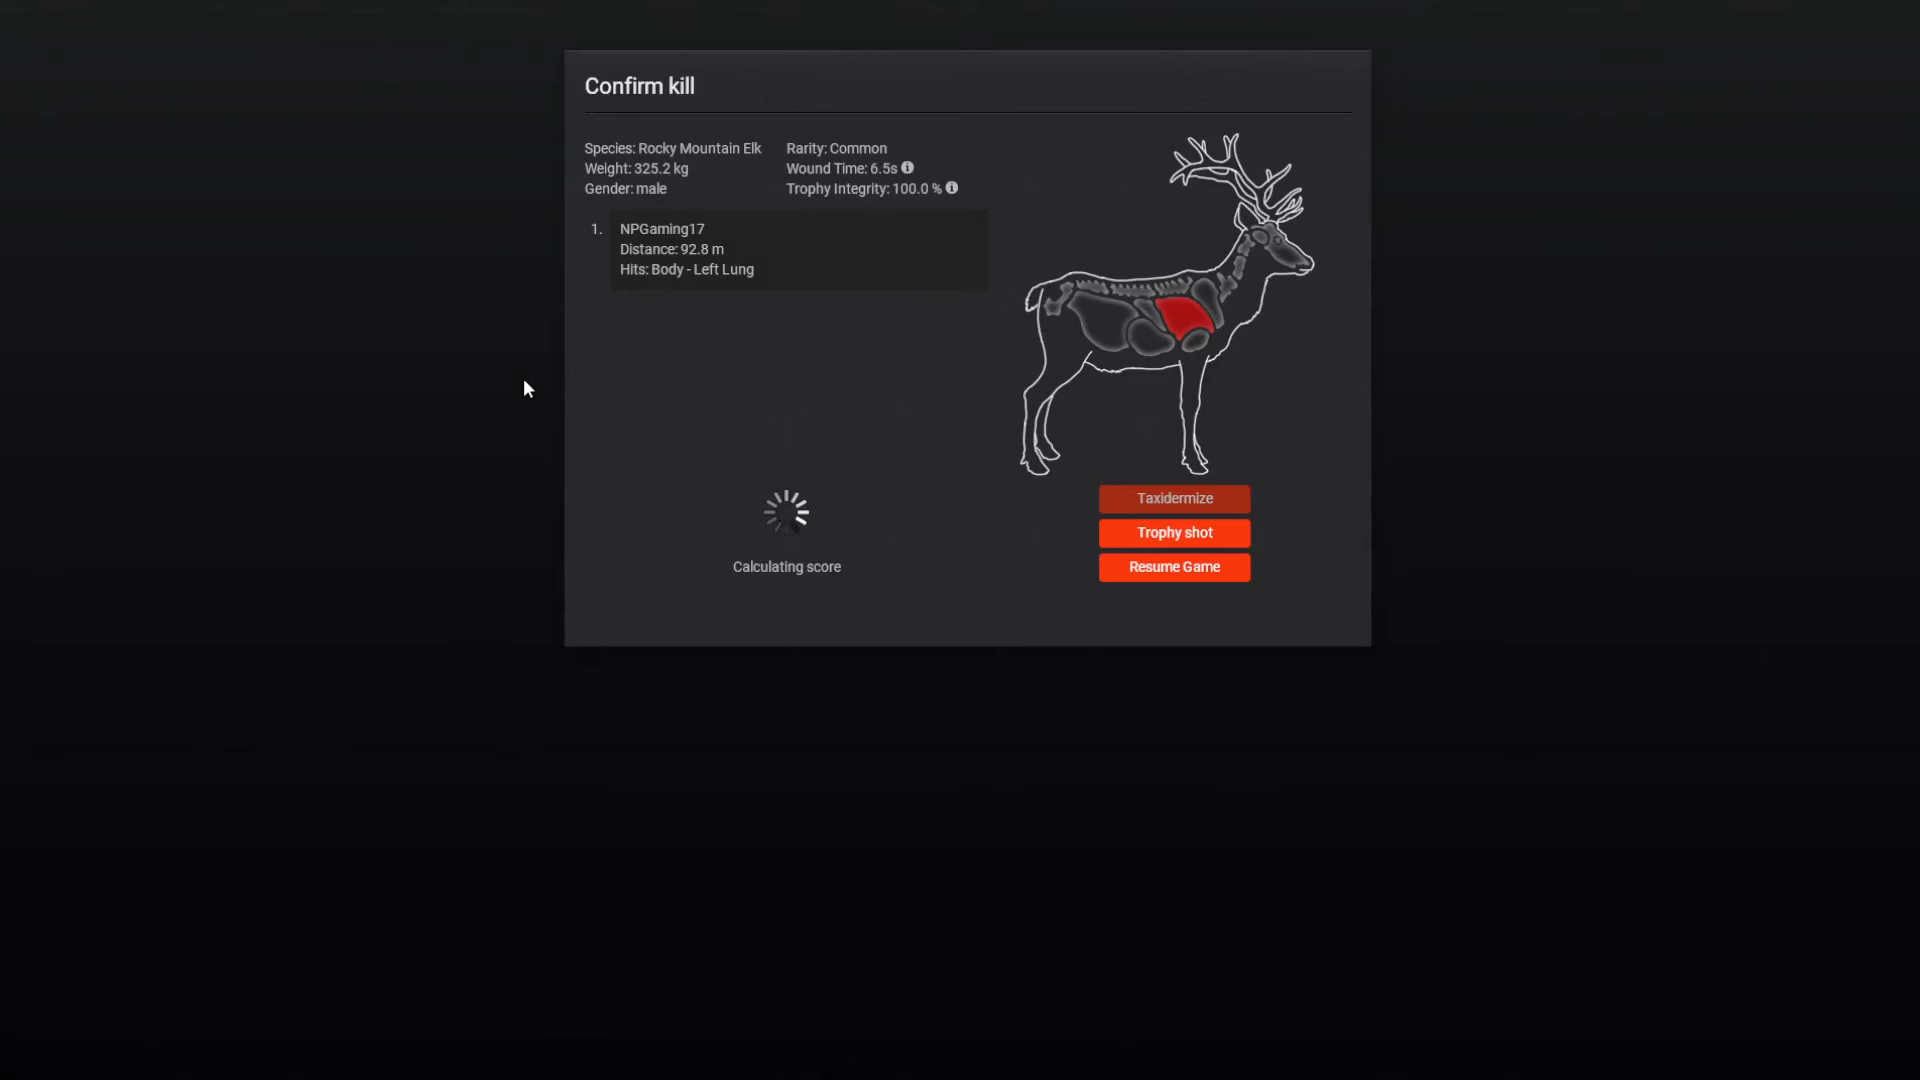 Confirm kill
Species: Rocky Mountain Elk
Weight: 325.2 kg
Gender: male
Rarity: Common
Wound Time: 6.5s
Trophy Integrity: 100.0 %
1.
NPGaming17
Distance: 92.8 m
Hits: Body - Left Lung
Calculating score
Taxidermize
Trophy shot
Resume Game